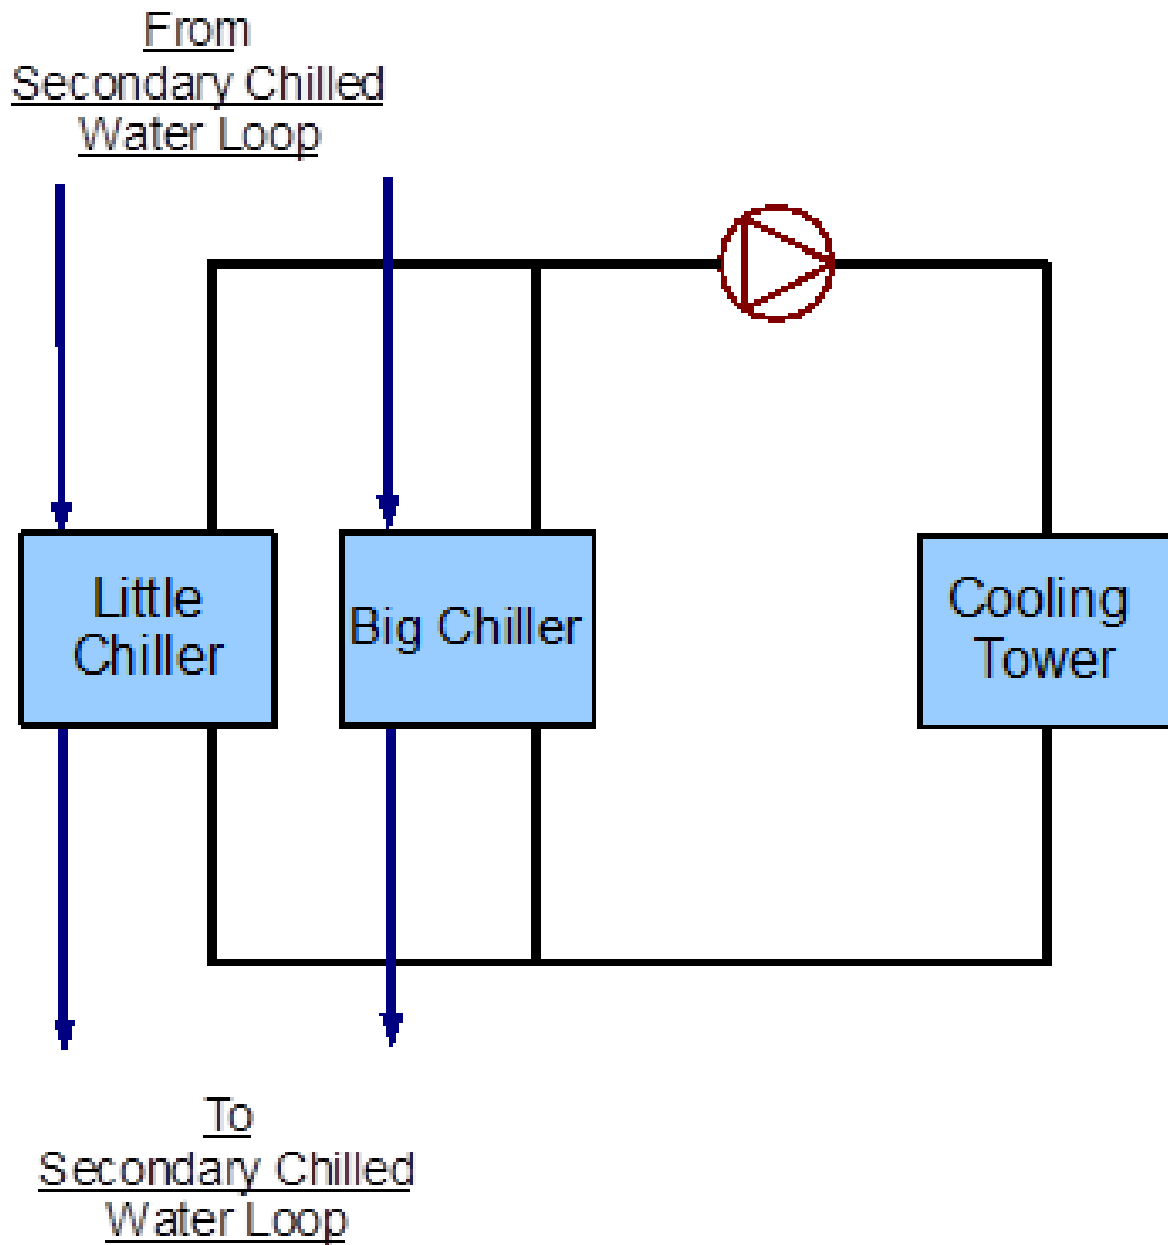 From
Secondary Chilled
Water Loop
Little
Chiller
Big Chiller
Cooling
Tower
To
Secondary Chilled
Water Loop